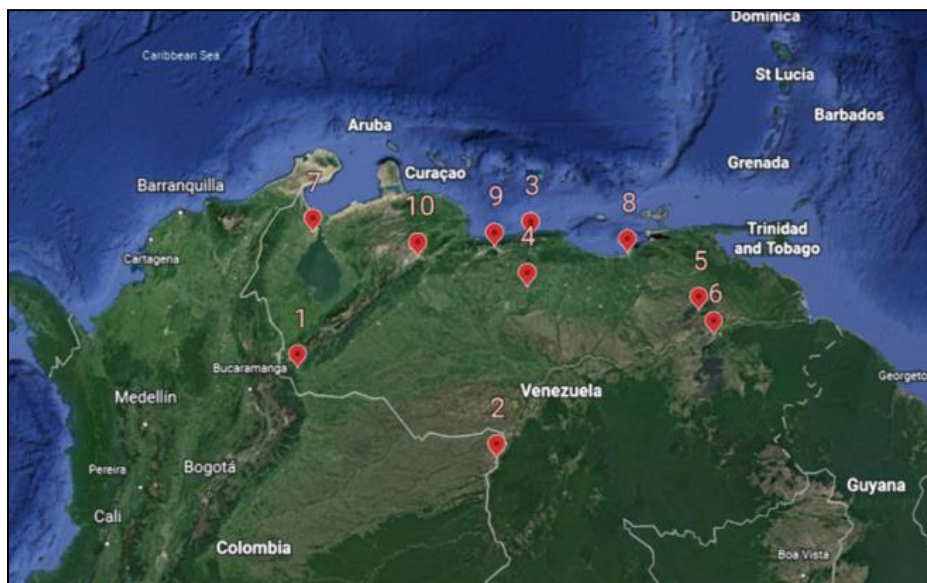 Dominica
Caribbean Sea
St Lucia
Barbados
Aruba
Grenada
Curaçao
Barranquilla
7
3
9
8
10
Trinidad
and Tobago
4
Cartagena
5
6
1
Bucaramanga
Georgeto
Venezuela
Medellín
2
Pereira
Bogotá
Guyana
Cali
Colombia
Boa Vista